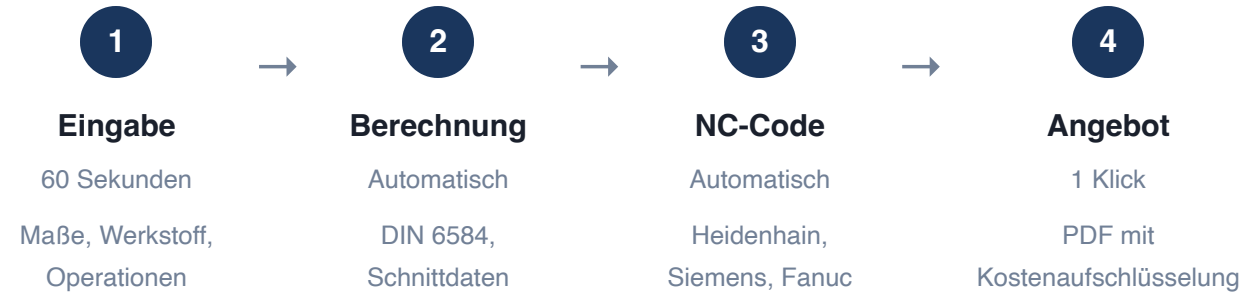 1
2
3
4
Eingabe
Berechnung
NC-Code
Angebot
60 Sekunden
Automatisch
Automatisch
1 Klick
Maße, Werkstoff,
Operationen
DIN 6584,
Schnittdaten
Heidenhain,
Siemens, Fanuc
PDF mit
Kostenaufschlüsselung